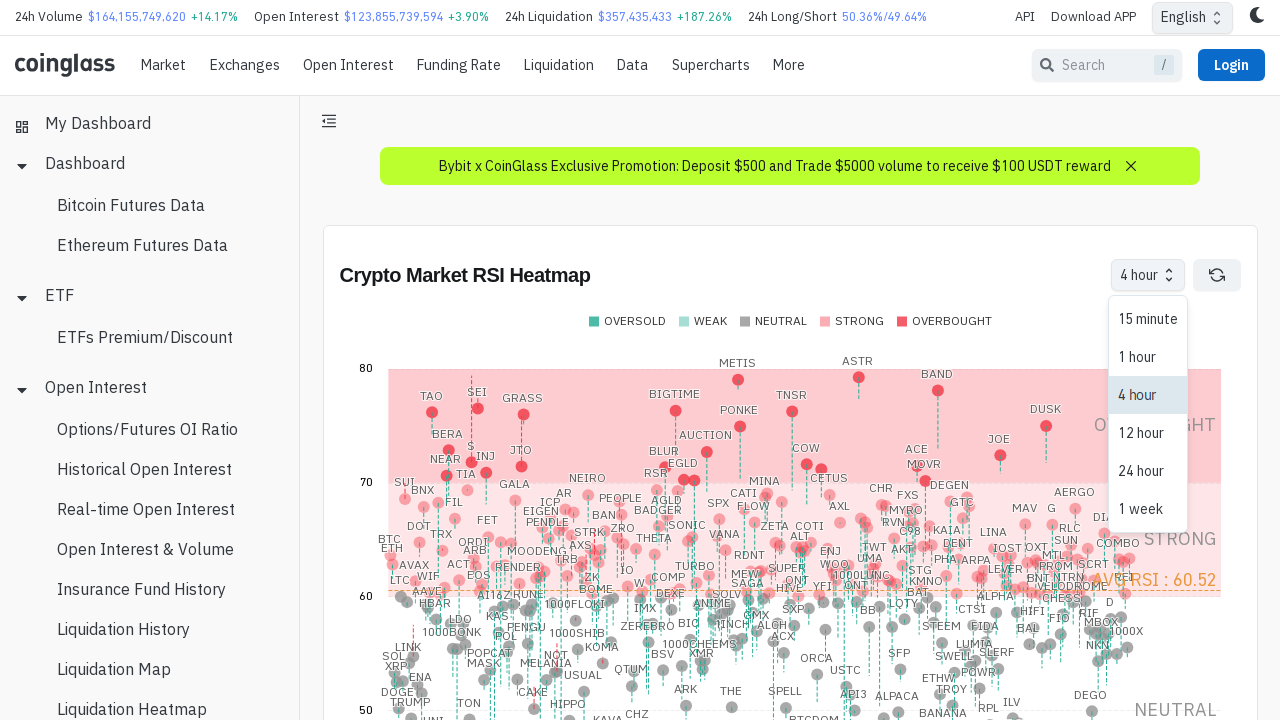 24h Volume $164,155,749,620 +14.17% Open Interest $123,855,739,594 +3.90% 24h Liquidation $357,435,433 +187.26% 24h Long/Short 50.36%/49.64% API Download APP English
coinglass Market Exchanges Open Interest Funding Rate Liquidation Data Supercharts More Search / Login
My Dashboard
Dashboard
Bitcoin Futures Data
Ethereum Futures Data
ETF
ETFs Premium/Discount
Open Interest
Options/Futures OI Ratio
Historical Open Interest
Real-time Open Interest
Open Interest & Volume
Insurance Fund History
Liquidation History
Liquidation Map
Liquidation Heatmap
Bybit x CoinGlass Exclusive Promotion: Deposit $500 and Trade $5000 volume to receive $100 USDT reward
Crypto Market RSI Heatmap 4 hour
15 minute
1 hour
4 hour
12 hour
24 hour
1 week
OVERSOLD WEAK NEUTRAL STRONG OVERBOUGHT
METIS ASTR
80
BAND
TAO SEI GRASS BIGTIME TNSR
PONKE DUSK
BERA AUCTION JOE
S JTO BLUR COW ACE
NEAR INJ EGLD MOVR
TIA RSR
70
SUI GALA NEIRO MINA CETUS DEGEN
BNX AR AGLD CATI CHR FXS AERGO
FIL ICP PEOPLE SPX FLOW AXL GTC
EIGEN BADGER MYRO MAV G
DOT FET PENDLE BAN SONIC ZETA COTI RVN
TRX STRK ZRO VANA ALT C98 KAIA LINA RLC
BTC ORDI THETA SUN
ETH ARB MOODENG AXS RDNT ENJ TWT AKT DENT IOST OXT COMBO
AVAX ACT RENDER TRB TURBO SUPER WOO UMA PHA ARPA MTL SCRT
LTC WIF EOS ZK IO COMP MEW ONT 1000LUNC STG LEVER PROM
AVE RSI : 60.52
STRONG
60
AAVE AI16Z RUNE BOME W DEXE SAGA HIVE YFI KMNO BNT NTRN
HBAR 1000FLOKI SOLV QNT BAT ALPHA VELODROME
KAS IMX ANIME SXP BB LQTY CTSI HIFI CHESS D
LDO PENGU ZEREBRO BIO GMX ALCH STEEM EIDA FIO RIF MBOX
1000BONK POL 1000SHIB 1INCH ACX BAL 1000X
LINK POPCAT NOT KOMA 1000CHEEMS LUMIA NKN
SOL MASK MELANIA BSV XMR ORCA SFP SWELL SLERF
XRP ENA USUAL QTUM USTC ETHW POWR
DOGE CAKE ARK THE SPELL API3 ALPACA TROY DEGO
TRUMP TON HIPPO CHZ BANANA RPL ILV
50
NEUTRAL
KAVA BTCDOM